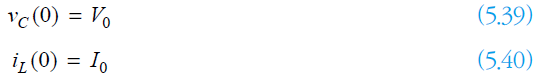 v_C(0) = V_0 (5.39)
i_L(0) = I_0 (5.40)